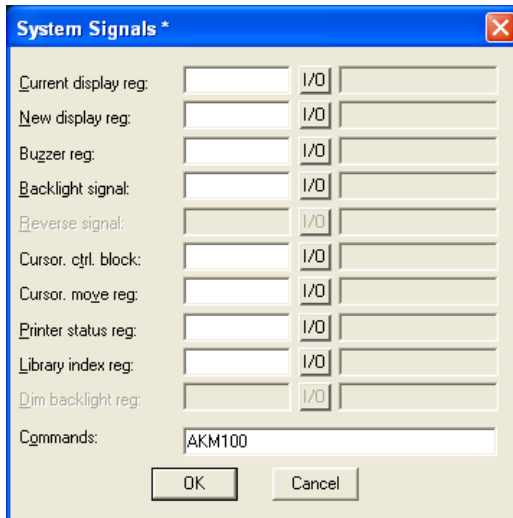 System Signals *
Current display reg: I/O
New display reg: I/O
Buzzer reg: I/O
Backlight signal: I/O
Reverse signal: I/O
Cursor. ctrl. block: I/O
Cursor. move reg: I/O
Printer status reg: I/O
Library index reg: I/O
Dim backlight reg: I/O
Commands: AKM100
OK Cancel